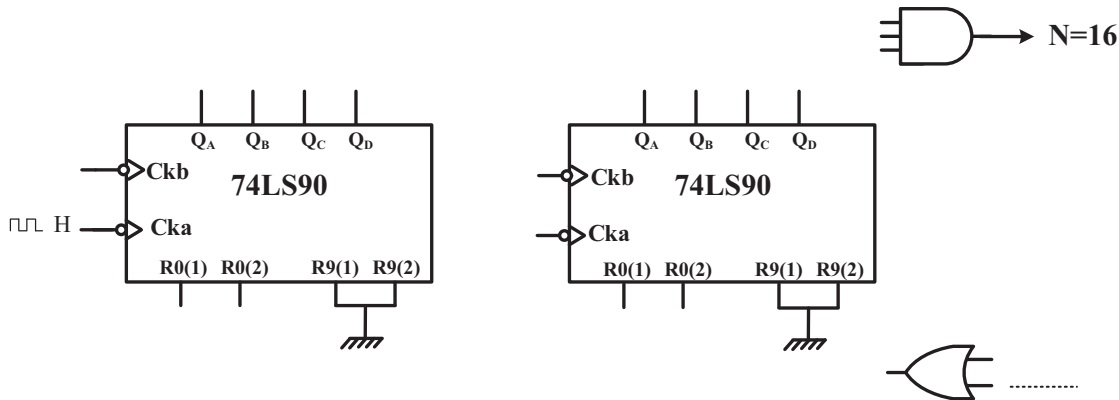 N=16
QA QB QC QD
Ckb
74LS90
H
Cka
R0(1) R0(2) R9(1) R9(2)
QA QB QC QD
Ckb
74LS90
Cka
R0(1) R0(2) R9(1) R9(2)